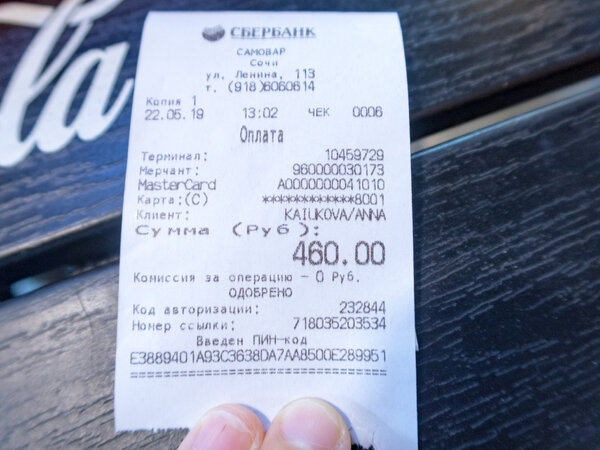 la
СБЕРБАНК
САМОВАР
Сочи
ул. Ленина, 113
т. (918)6060614
Копия 1
22.05.19 13:02 ЧЕК 0006
Оплата
Терминал: 10459729
Мерчант: 960000030173
MasterCard A0000000041010
Карта:(C) ************8001
Клиент: KAIUKOVA/ANNA
Сумма (Руб):
460.00
Комиссия за операцию – 0 Руб.
ОДОБРЕНО
Код авторизации: 232844
Номер ссылки: 718035203534
Введен ПИН-код
E3889401A93C3638DA7AA8500E289951